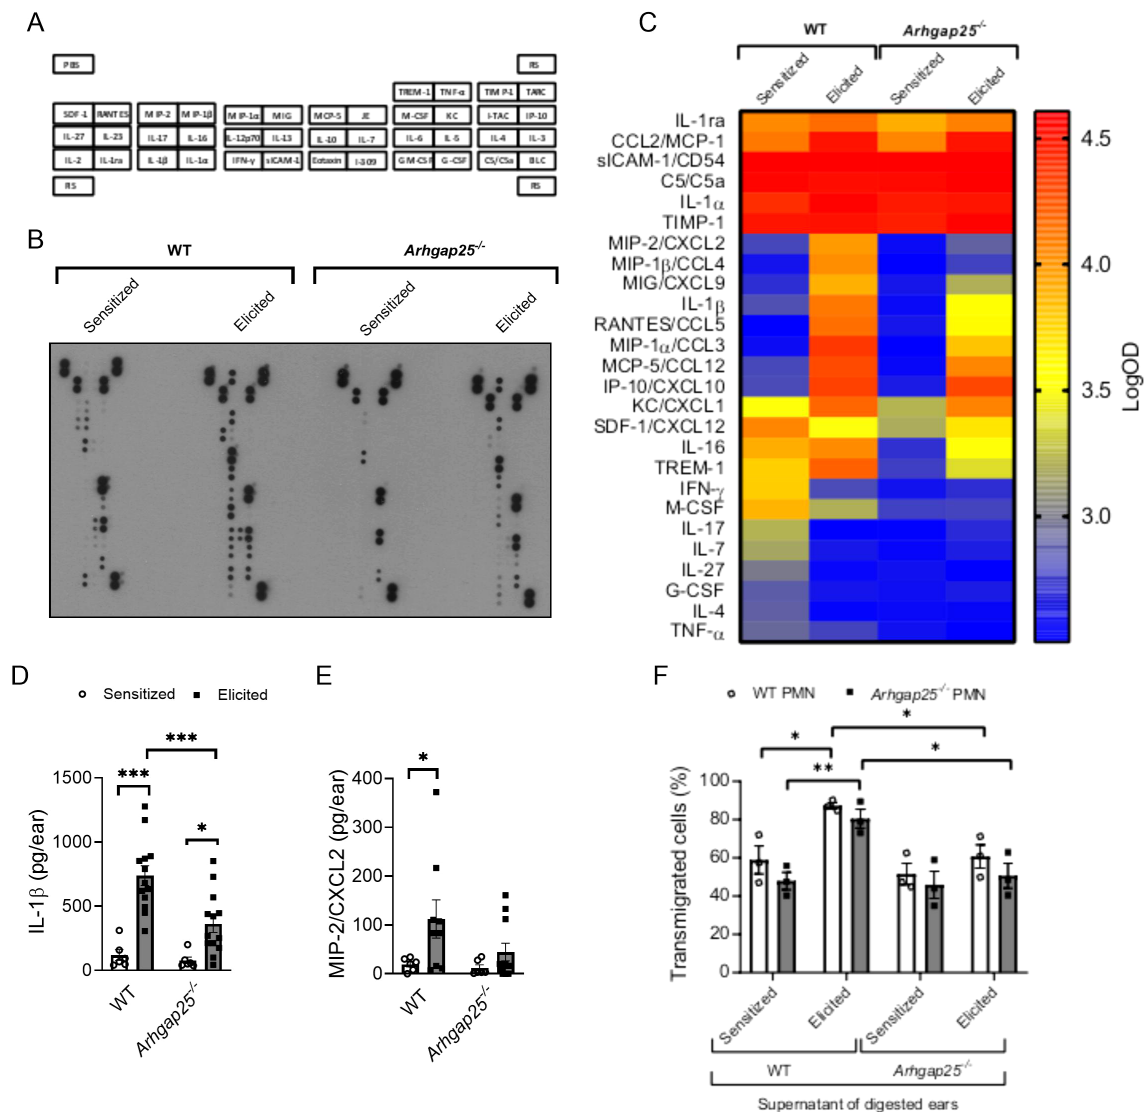 A
PBS RS
TREM-1 TNF-α TIMP-1 TARC
SDF-1 RANTES MIP-2 MIP-1β MIP-1α MIG MCP-5 JE M-CSF KC I-TAC IP-10
IL-27 IL-23 IL-17 IL-16 IL-12p70 IL-13 IL-10 IL-7 IL-6 IL-5 IL-4 IL-3
IL-2 IL-1ra IL-1β IL-1α IFN-γ sICAM-1 Eotaxin I-309 GM-CSF G-CSF C5/C5a BLC
RS RS
B
WT Arhgap25-/-
Sensitized Elicited Sensitized Elicited
C
WT Arhgap25-/-
Sensitized Elicited Sensitized Elicited
IL-1ra
CCL2/MCP-1
sICAM-1/CD54
C5/C5a
IL-1α
TIMP-1
MIP-2/CXCL2
MIP-1β/CCL4
MIG/CXCL9
IL-1β
RANTES/CCL5
MIP-1α/CCL3
MCP-5/CCL12
IP-10/CXCL10
KC/CXCL1
SDF-1/CXCL12
IL-16
TREM-1
IFN-γ
M-CSF
IL-17
IL-7
IL-27
G-CSF
IL-4
TNF-α
4.5
4.0
3.5
3.0
LogOD
D
Sensitized Elicited
*** ***
*
IL-1β (pg/ear)
1500
1000
500
0
WT Arhgap25-/-
E
*
MIP-2/CXCL2 (pg/ear)
400
300
200
100
0
WT Arhgap25-/-
F
WT PMN Arhgap25-/- PMN
*
* *
**
Transmigrated cells (%)
100
80
60
40
20
0
Sensitized Elicited Sensitized Elicited
WT Arhgap25-/-
Supernatant of digested ears